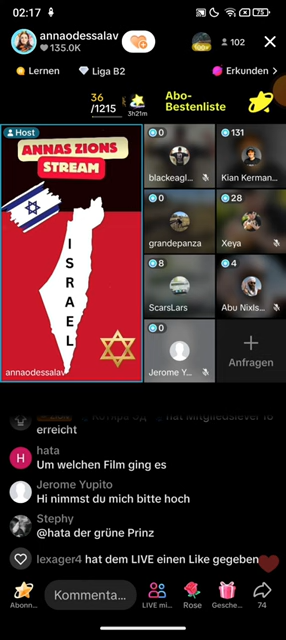 02:17
75
annaodessalav
135.0K
100+
102
Lernen
Liga B2
Erkunden
36
/1215
3h21m
Abo-
Bestenliste
Host
ANNAS ZIONS
STREAM
ISRAEL
annaodessalav
0
blackeagl...
131
Kian Kerman...
0
grandepanza
28
Xeya
8
ScarsLars
4
Abu Nixls...
0
Jerome Y...
Anfragen
erreicht
hata
Um welchen Film ging es
Jerome Yupito
Hi nimmst du mich bitte hoch
Stephy
@hata der grüne Prinz
lexager4 hat dem LIVE einen Like gegeben
Abonn...
Kommenta...
LIVE mi...
Rose
Gesche...
74